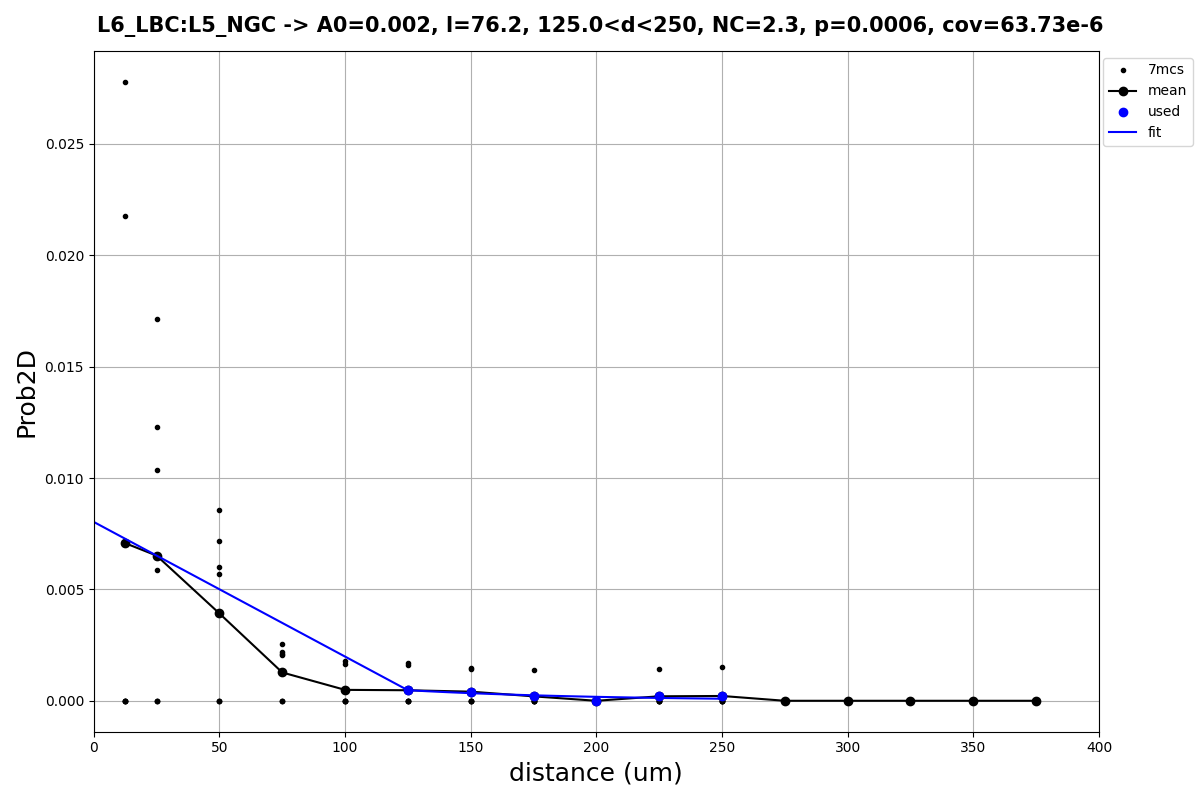 L6_LBC:L5_NGC -> A0=0.002, l=76.2, 125.0<d<250, NC=2.3, p=0.0006, cov=63.73e-6
7mcs
mean
used
fit
0.025
0.020
0.015
0.010
0.005
0.000
Prob2D
0 50 100 150 200 250 300 350 400
distance (um)